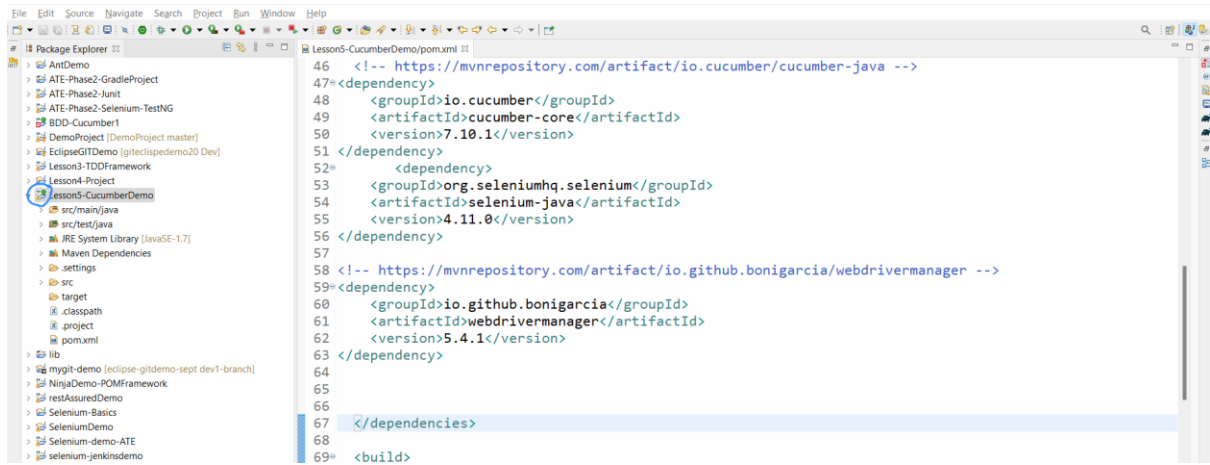 File Edit Source Navigate Search Project Run Window Help
Package Explorer
AntDemo
ATE-Phase2-GradleProject
ATE-Phase2-Junit
ATE-Phase2-Selenium-TestNG
BDD-Cucumber1
DemoProject [DemoProject master]
EclipseGITDemo [giteclispedemo20 Dev]
Lesson3-TDDFramework
Lesson4-Project
Lesson5-CucumberDemo
src/main/java
src/test/java
JRE System Library [JavaSE-1.7]
Maven Dependencies
.settings
src
target
.classpath
.project
pom.xml
lib
mygit-demo [eclipse-gitdemo-sept dev1-branch]
NinjaDemo-POMFramework
restAssuredDemo
Selenium-Basics
SeleniumDemo
Selenium-demo-ATE
selenium-jenkinsdemo
Lesson5-CucumberDemo/pom.xml
46 <!-- https://mvnrepository.com/artifact/io.cucumber/cucumber-java -->
47 <dependency>
48 <groupId>io.cucumber</groupId>
49 <artifactId>cucumber-core</artifactId>
50 <version>7.10.1</version>
51 </dependency>
52 <dependency>
53 <groupId>org.seleniumhq.selenium</groupId>
54 <artifactId>selenium-java</artifactId>
55 <version>4.11.0</version>
56 </dependency>
57
58 <!-- https://mvnrepository.com/artifact/io.github.bonigarcia/webdrivermanager -->
59 <dependency>
60 <groupId>io.github.bonigarcia</groupId>
61 <artifactId>webdrivermanager</artifactId>
62 <version>5.4.1</version>
63 </dependency>
64
65
66
67 </dependencies>
68
69 <build>